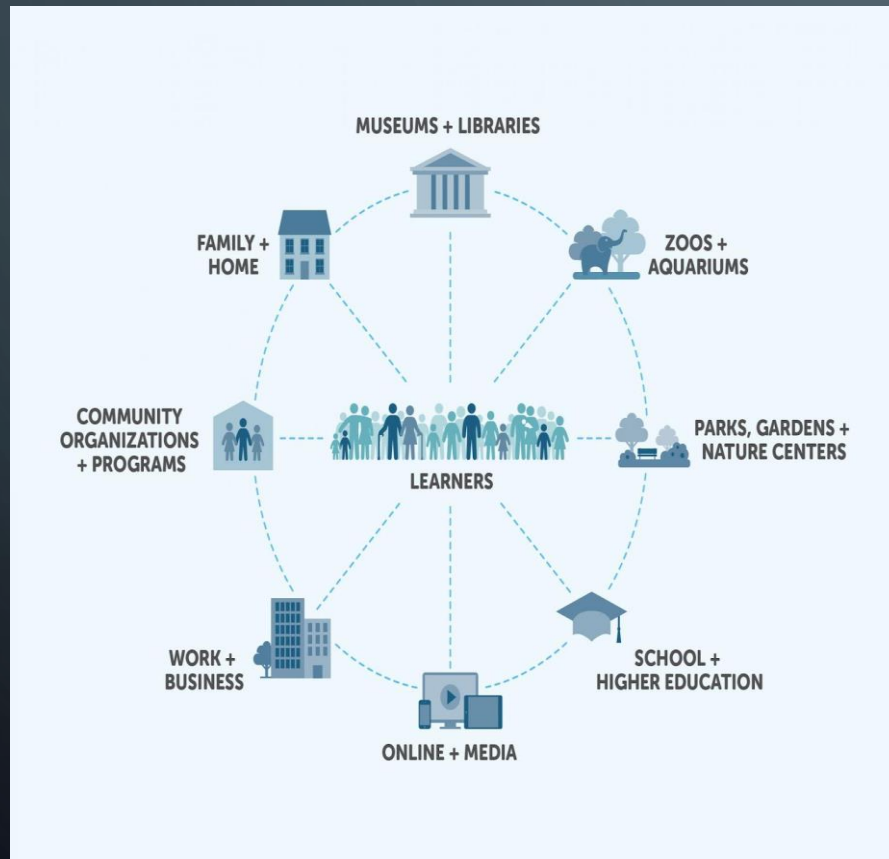 MUSEUMS + LIBRARIES
FAMILY +
HOME
ZOOS +
AQUARIUMS
COMMUNITY
ORGANIZATIONS
+ PROGRAMS
LEARNERS
PARKS, GARDENS +
NATURE CENTERS
WORK +
BUSINESS
SCHOOL +
HIGHER EDUCATION
ONLINE + MEDIA